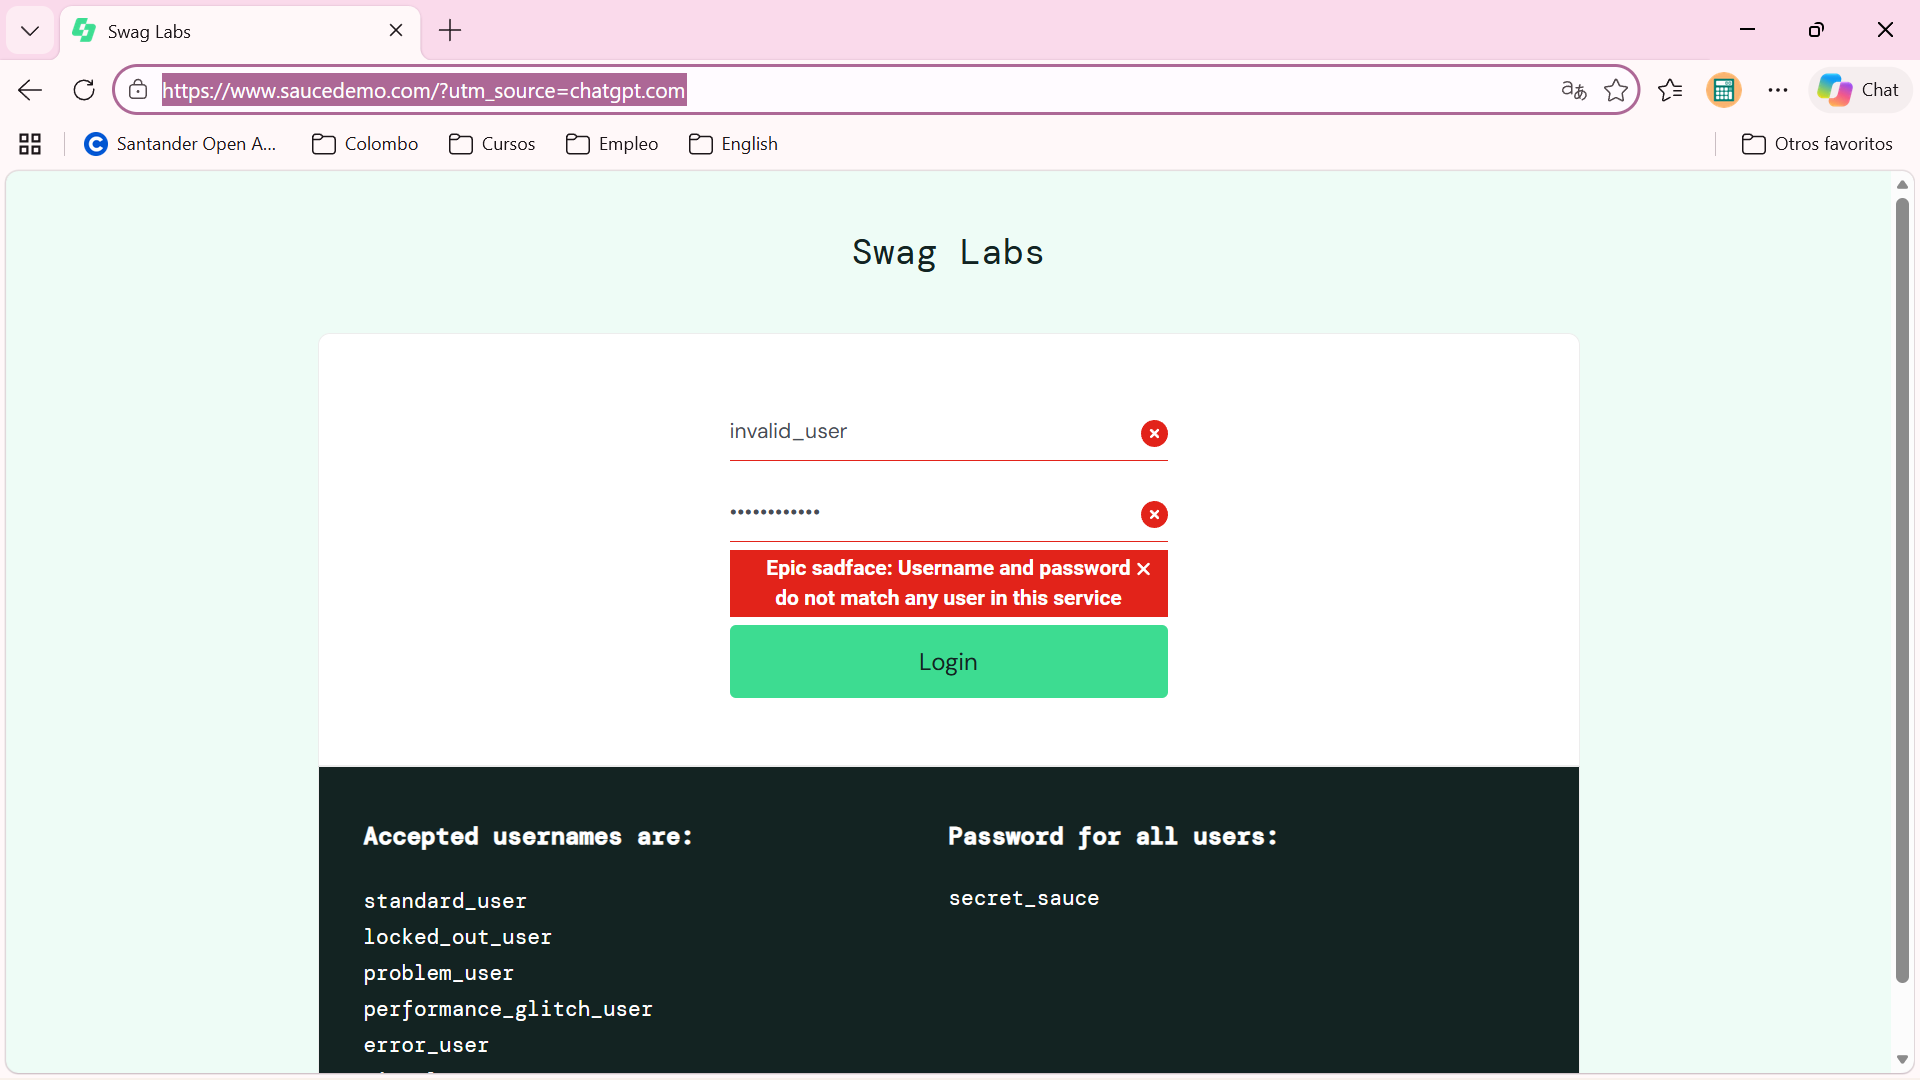 Swag Labs
https://www.saucedemo.com/?utm_source=chatgpt.com
Chat
Santander Open A...
Colombo
Cursos
Empleo
English
Otros favoritos
Swag Labs
invalid_user
••••••••••••
Epic sadface: Username and password
do not match any user in this service
Login
Accepted usernames are:
standard_user
locked_out_user
problem_user
performance_glitch_user
error_user
Password for all users:
secret_sauce